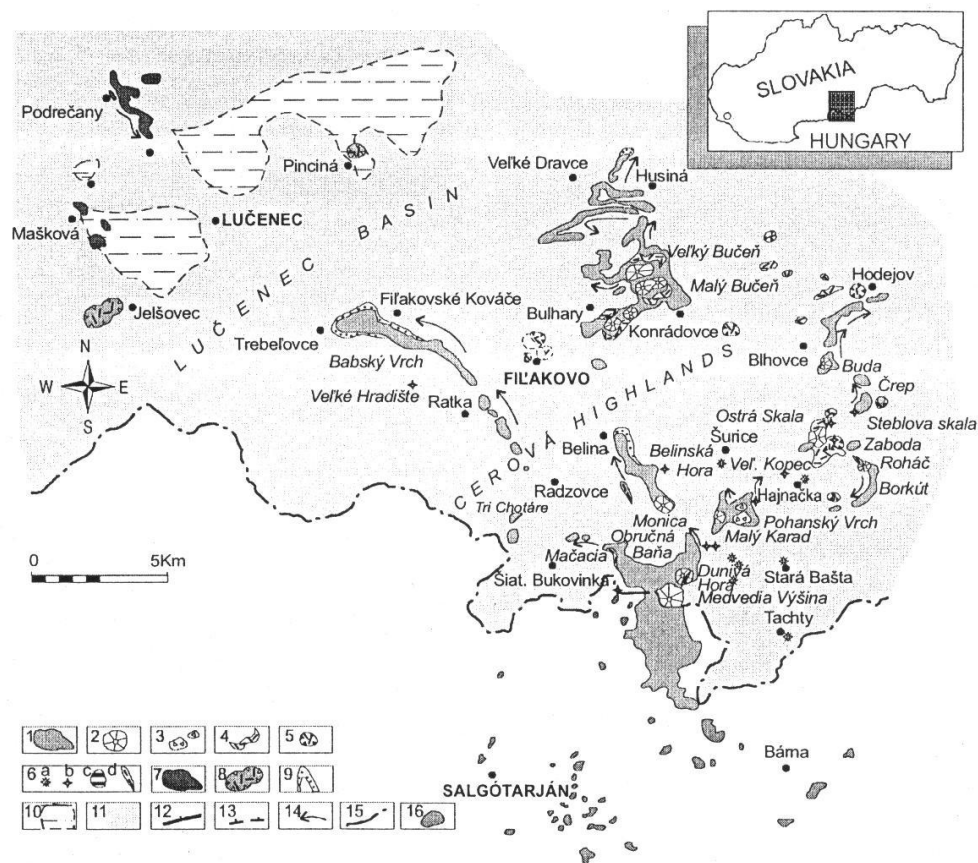 SLOVAKIA
HUNGARY
Podrečany
Pinciná
Veľké Dravce
Husiná
Mašková
LUČENEC
LUČENEC BASIN
Veľký Bučeň
Malý Bučeň
Hodejov
Jelšovec
Fiľakovské Kováče
Bulhary
Konrádovce
Trebeľovce
Babský Vrch
FIĽAKOVO
Blhovce
Buda
N
W E
S
Veľké Hradište
Ratka
CEROVÁ HIGHLANDS
Črep
Ostrá Skala
Steblova skala
Belina
Belinská
Hora
Šurice
Zaboda
Veľ. Kopec
Roháč
Radzovce
Hajnačka
Borkút
Tri Chotáre
Monica
Pohanský Vrch
Obručná
Baňa
Malý Karad
0 5Km
Mačacia
Šiat. Bukovinka
Dunivá
Hora
Stará Bašta
Medvedia Výšina
Tachty
1 2 3 4 5
6 a b c d 7 8 9
10 11 12 13 14 15 16
Bárna
SALGÓTARJÁN